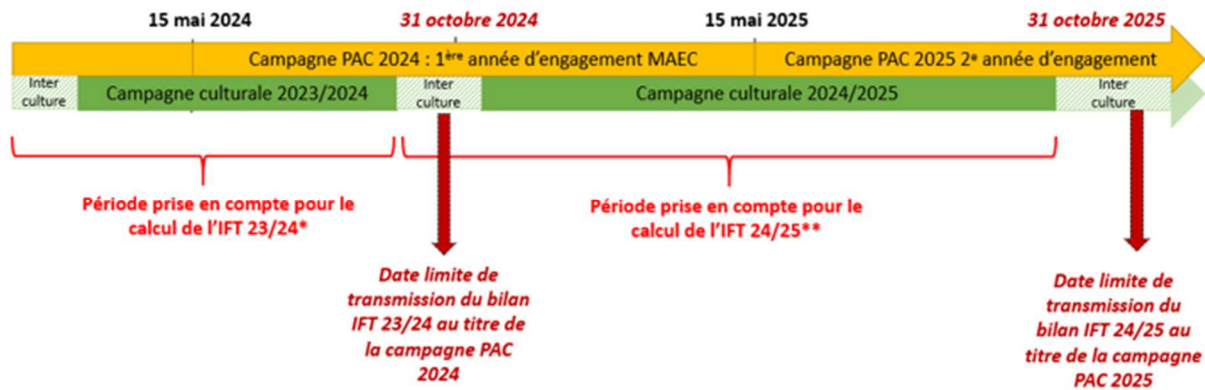 15 mai 2024
31 octobre 2024
15 mai 2025
31 octobre 2025
Campagne PAC 2024 : 1ère année d'engagement MAEC
Campagne PAC 2025 2e année d'engagement
Inter
culture
Campagne culturale 2023/2024
Inter
culture
Campagne culturale 2024/2025
Inter
culture
Période prise en compte pour le
calcul de l'IFT 23/24*
Période prise en compte pour le
calcul de l'IFT 24/25**
Date limite de
transmission du bilan
IFT 23/24 au titre de
la campagne PAC
2024
Date limite de
transmission du
bilan IFT 24/25 au
titre de la campagne
PAC 2025